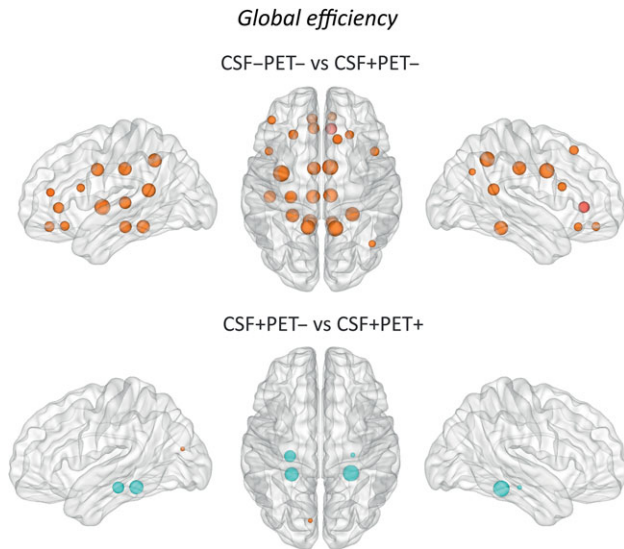 Global efficiency
CSF−PET− vs CSF+PET−
CSF+PET− vs CSF+PET+